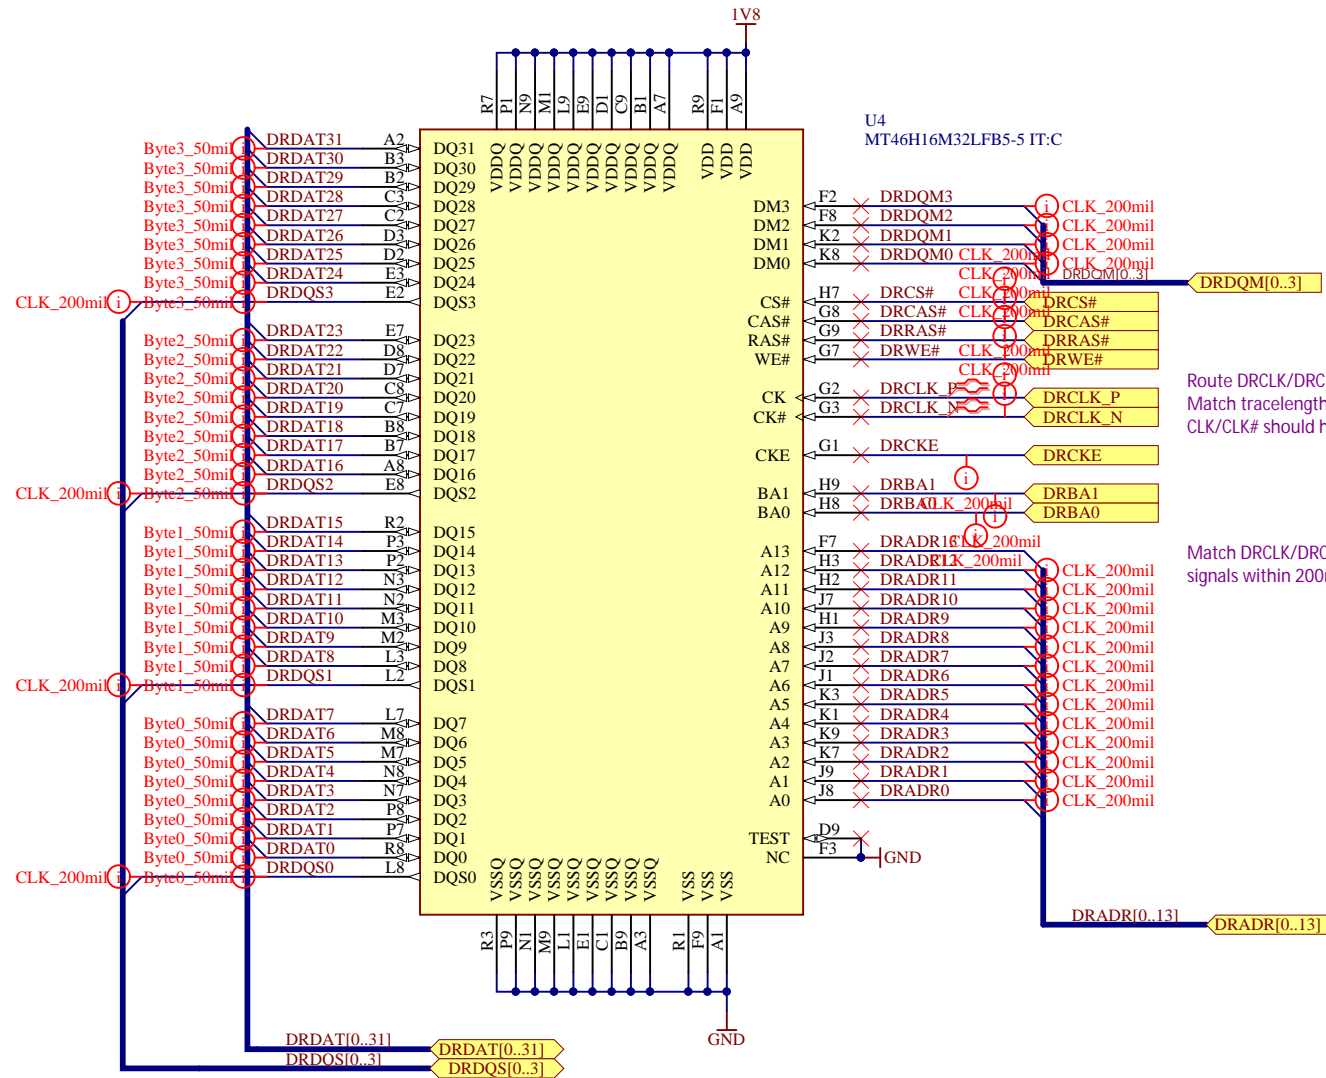 1V8
R7 P1 N9 M1 L9 E9 D1 C9 B1 A7 R9 F1 A9
U4
MT46H16M32LFB5-5 IT:C
VDDQ VDDQ VDDQ VDDQ VDDQ VDDQ VDDQ VDDQ VDDQ VDDQ VDD VDD VDD
Byte3_50mil i DRDAT31 A2 DQ31
Byte3_50mil i DRDAT30 B3 DQ30
Byte3_50mil i DRDAT29 B2 DQ29
Byte3_50mil i DRDAT28 C3 DQ28
Byte3_50mil i DRDAT27 C2 DQ27
Byte3_50mil i DRDAT26 D3 DQ26
Byte3_50mil i DRDAT25 D2 DQ25
Byte3_50mil i DRDAT24 E3 DQ24
CLK_200mil i Byte3_50mil i DRDQS3 E2 DQS3
Byte2_50mil i DRDAT23 E7 DQ23
Byte2_50mil i DRDAT22 D8 DQ22
Byte2_50mil i DRDAT21 D7 DQ21
Byte2_50mil i DRDAT20 C8 DQ20
Byte2_50mil i DRDAT19 C7 DQ19
Byte2_50mil i DRDAT18 B8 DQ18
Byte2_50mil i DRDAT17 B7 DQ17
Byte2_50mil i DRDAT16 A8 DQ16
CLK_200mil i Byte2_50mil i DRDQS2 E8 DQS2
Byte1_50mil i DRDAT15 R2 DQ15
Byte1_50mil i DRDAT14 P3 DQ14
Byte1_50mil i DRDAT13 P2 DQ13
Byte1_50mil i DRDAT12 N3 DQ12
Byte1_50mil i DRDAT11 N2 DQ11
Byte1_50mil i DRDAT10 M3 DQ10
Byte1_50mil i DRDAT9 M2 DQ9
Byte1_50mil i DRDAT8 L3 DQ8
CLK_200mil i Byte1_50mil i DRDQS1 L2 DQS1
Byte0_50mil i DRDAT7 L7 DQ7
Byte0_50mil i DRDAT6 M8 DQ6
Byte0_50mil i DRDAT5 M7 DQ5
Byte0_50mil i DRDAT4 N8 DQ4
Byte0_50mil i DRDAT3 N7 DQ3
Byte0_50mil i DRDAT2 P8 DQ2
Byte0_50mil i DRDAT1 P7 DQ1
Byte0_50mil i DRDAT0 R8 DQ0
CLK_200mil i Byte0_50mil i DRDQS0 L8 DQS0
DM3 F2 DRDQM3 i CLK_200mil
DM2 F8 DRDQM2 i CLK_200mil
DM1 K2 DRDQM1 i CLK_200mil
DM0 K8 DRDQM0 CLK_200mil i CLK_200mil
CLK_200mil i DRDQM[0..3] DRDQM[0..3]
CS# H7 DRCS# CLK_200mil DRCS#
CAS# G8 DRCAS# CLK_200mil DRCAS#
RAS# G9 DRRAS# DRRAS#
WE# G7 DRWE# CLK_200mil DRWE#
CLK_200mil
CK G2 DRCLK_P DRCLK_P
CK# G3 DRCLK_N DRCLK_N
Route DRCLK/DRC
Match tracelength
CLK/CLK# should h
CKE G1 DRCKE DRCKE
i
BA1 H9 DRBA1 DRBA1
BA0 H8 DRBA0 CLK_200mil i DRBA0
A13 F7 DRADR13 CLK_200mil
A12 H3 DRADR12 CLK_200mil i CLK_200mil
A11 H2 DRADR11 i CLK_200mil
A10 J7 DRADR10 i CLK_200mil
A9 H1 DRADR9 i CLK_200mil
A8 J3 DRADR8 i CLK_200mil
A7 J2 DRADR7 i CLK_200mil
A6 J1 DRADR6 i CLK_200mil
A5 K3 DRADR5 i CLK_200mil
A4 K1 DRADR4 i CLK_200mil
A3 K9 DRADR3 i CLK_200mil
A2 K7 DRADR2 i CLK_200mil
A1 J9 DRADR1 i CLK_200mil
A0 J8 DRADR0 i CLK_200mil
Match DRCLK/DRC
signals within 200
TEST D9
NC F3 GND
VSSQ VSSQ VSSQ VSSQ VSSQ VSSQ VSSQ VSSQ VSSQ VSS VSS VSS
R3 P9 N1 M9 L1 E1 C1 B9 A3 R1 F9 A1
DRADR[0..13] DRADR[0..13]
GND
DRDAT[0..31] DRDAT[0..31]
DRDQS[0..3] DRDQS[0..3]